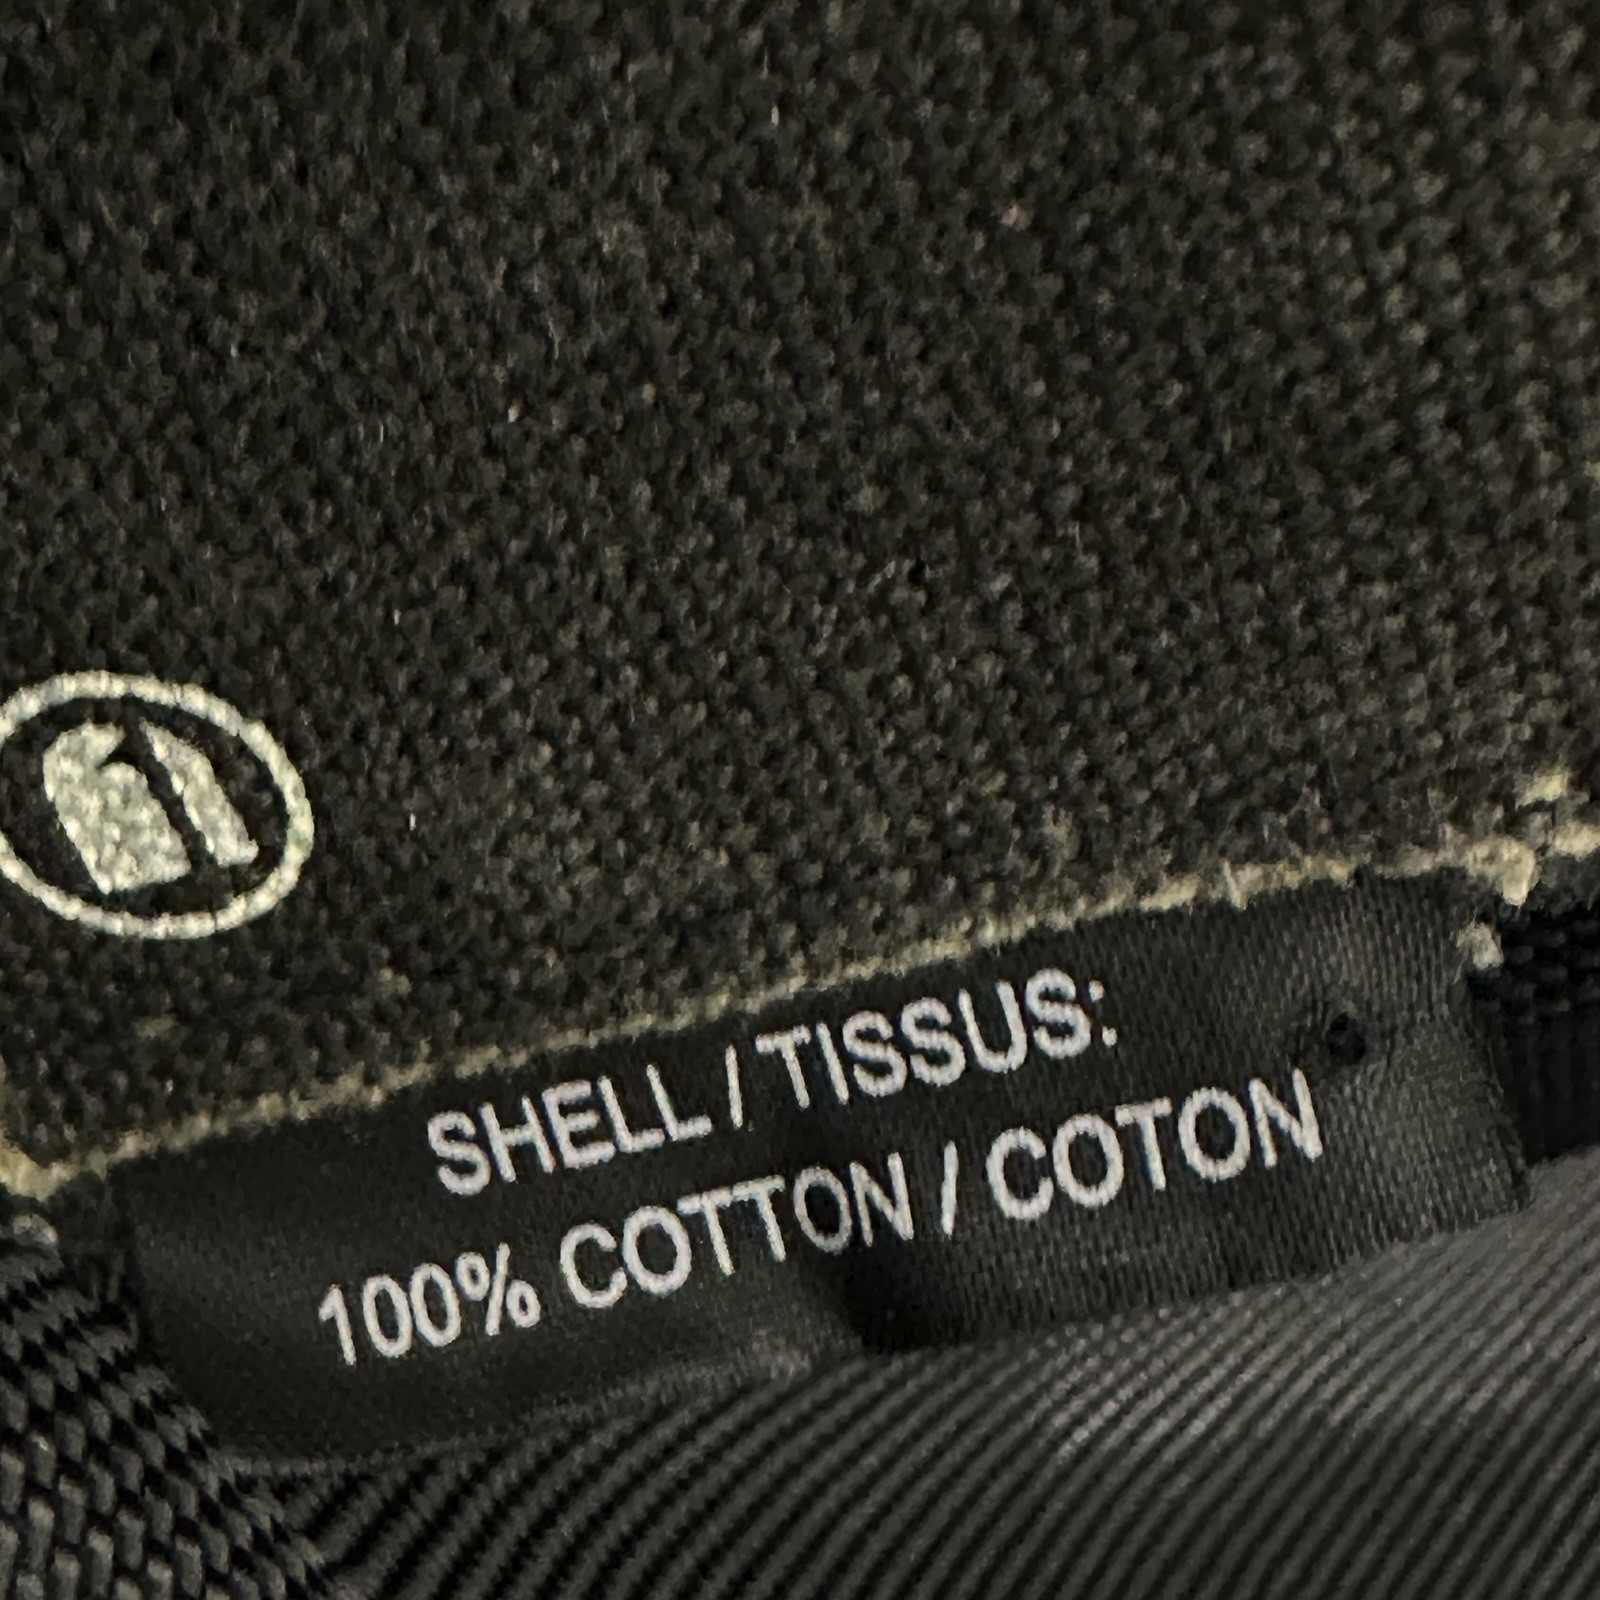 SHELL / TISSUS:
100% COTTON / COTON